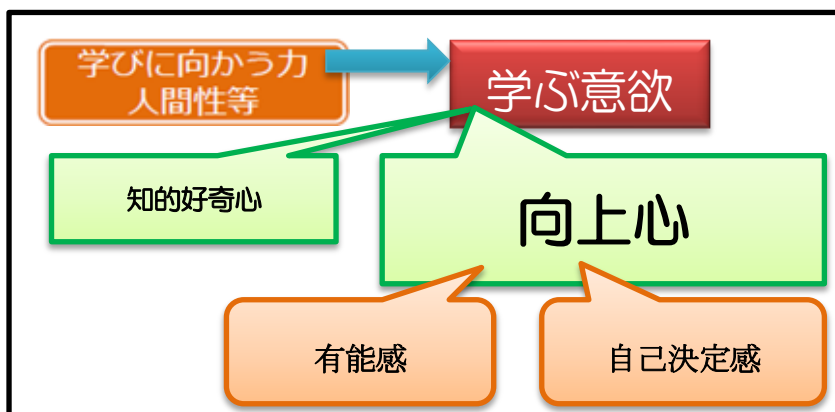 学びに向かう力
人間性等
学ぶ意欲
知的好奇心
向上心
有能感
自己決定感